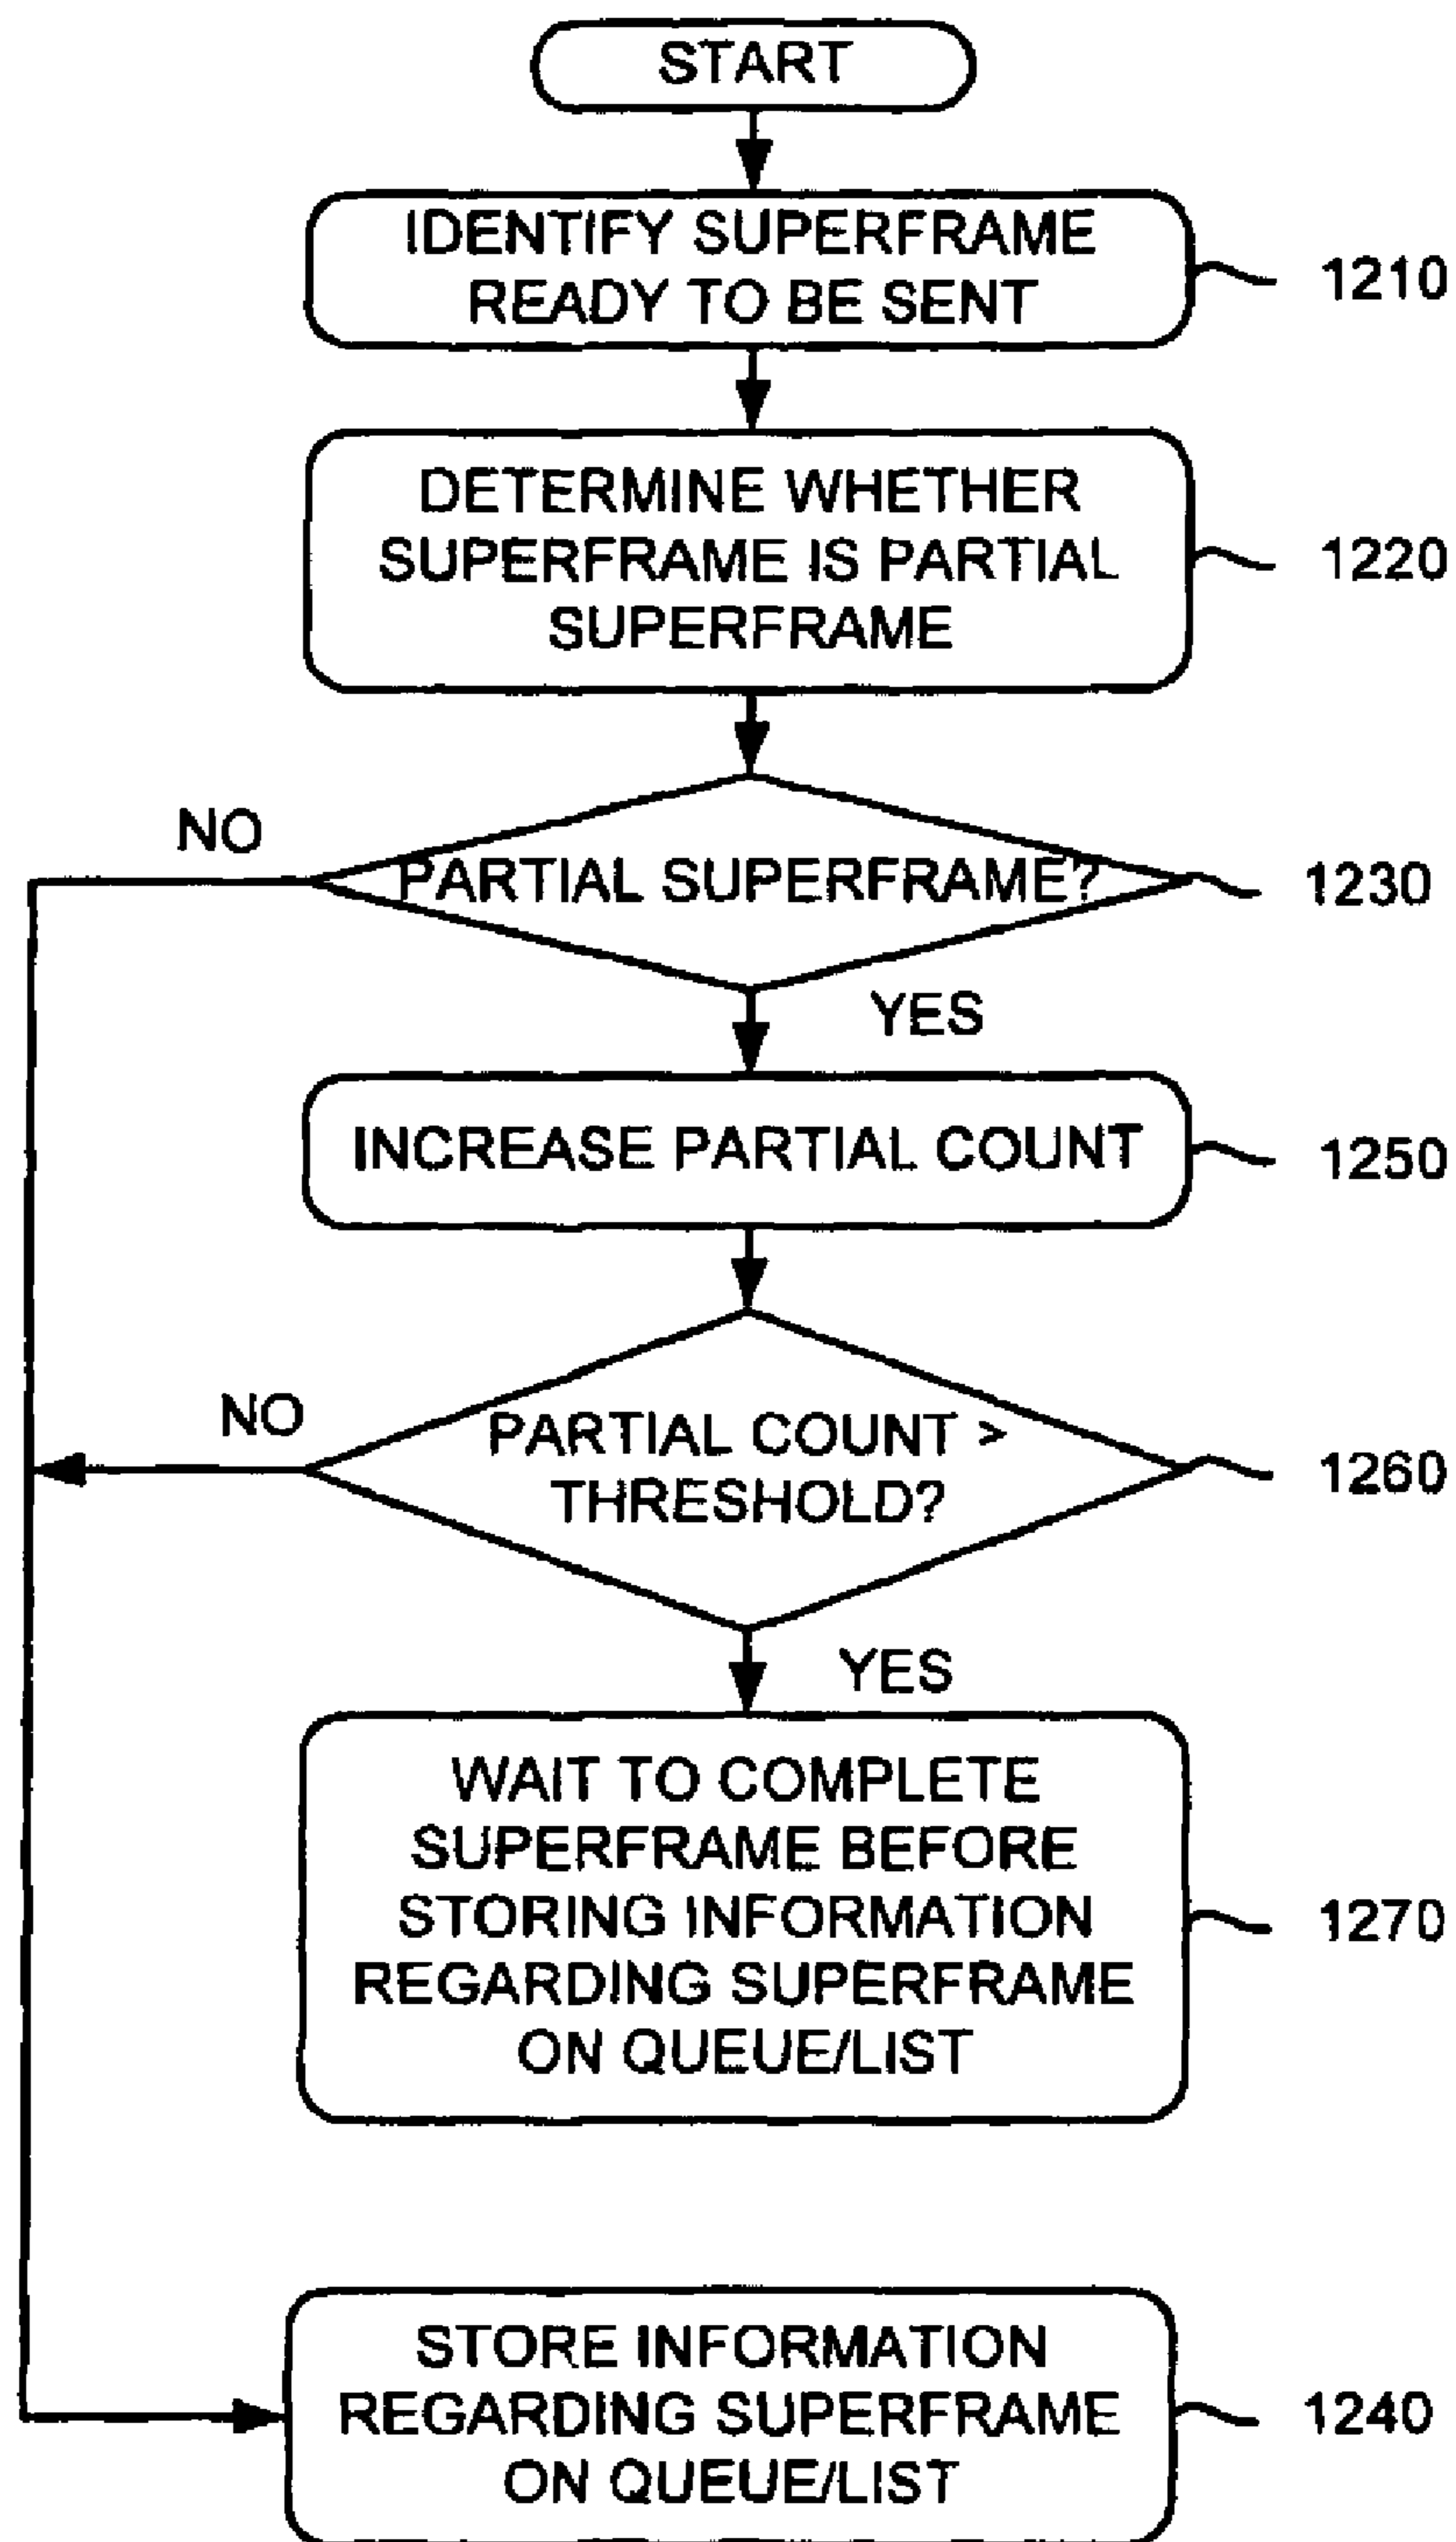 START
IDENTIFY SUPERFRAME
READY TO BE SENT
1210
DETERMINE WHETHER
SUPERFRAME IS PARTIAL
SUPERFRAME
1220
NO
PARTIAL SUPERFRAME?
1230
YES
INCREASE PARTIAL COUNT
1250
NO
PARTIAL COUNT >
THRESHOLD?
1260
YES
WAIT TO COMPLETE
SUPERFRAME BEFORE
STORING INFORMATION
REGARDING SUPERFRAME
ON QUEUE/LIST
1270
STORE INFORMATION
REGARDING SUPERFRAME
ON QUEUE/LIST
1240